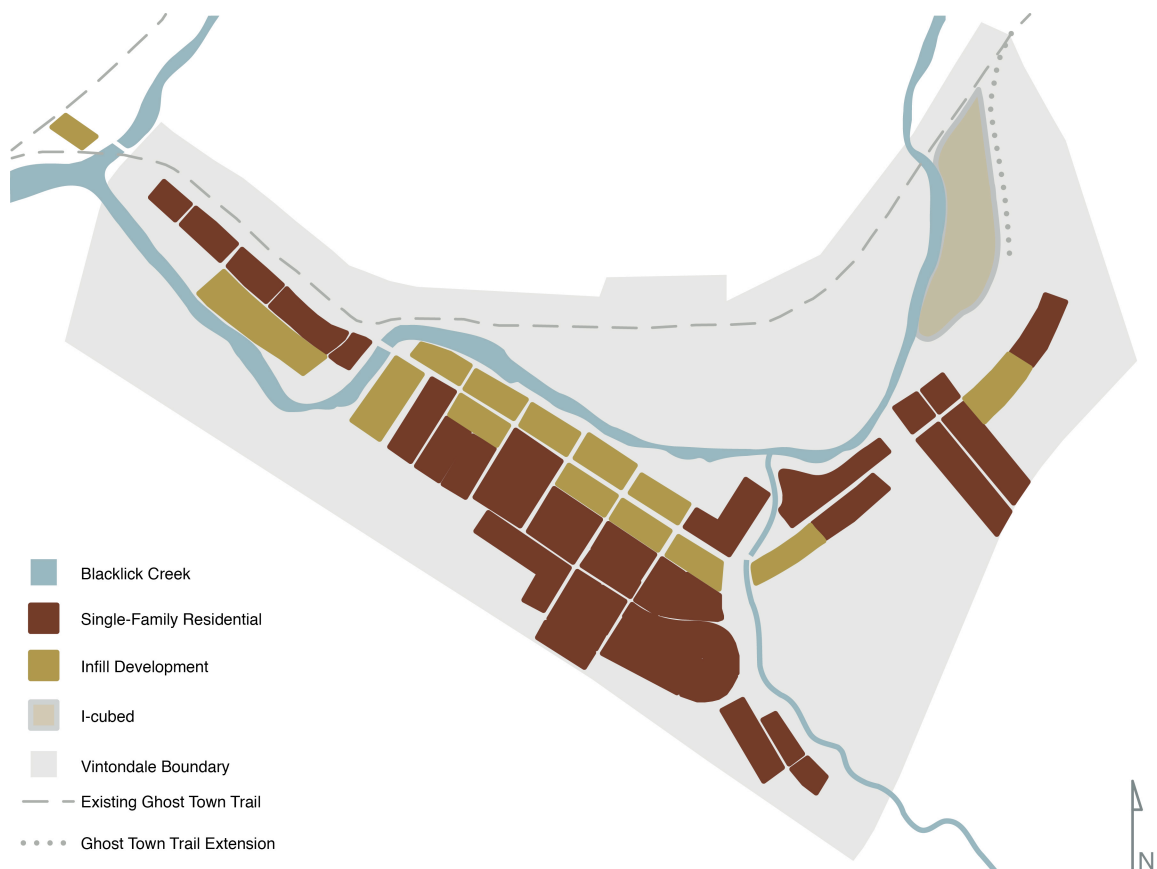 Blacklick Creek
Single-Family Residential
Infill Development
I-cubed
Vintondale Boundary
Existing Ghost Town Trail
Ghost Town Trail Extension
N